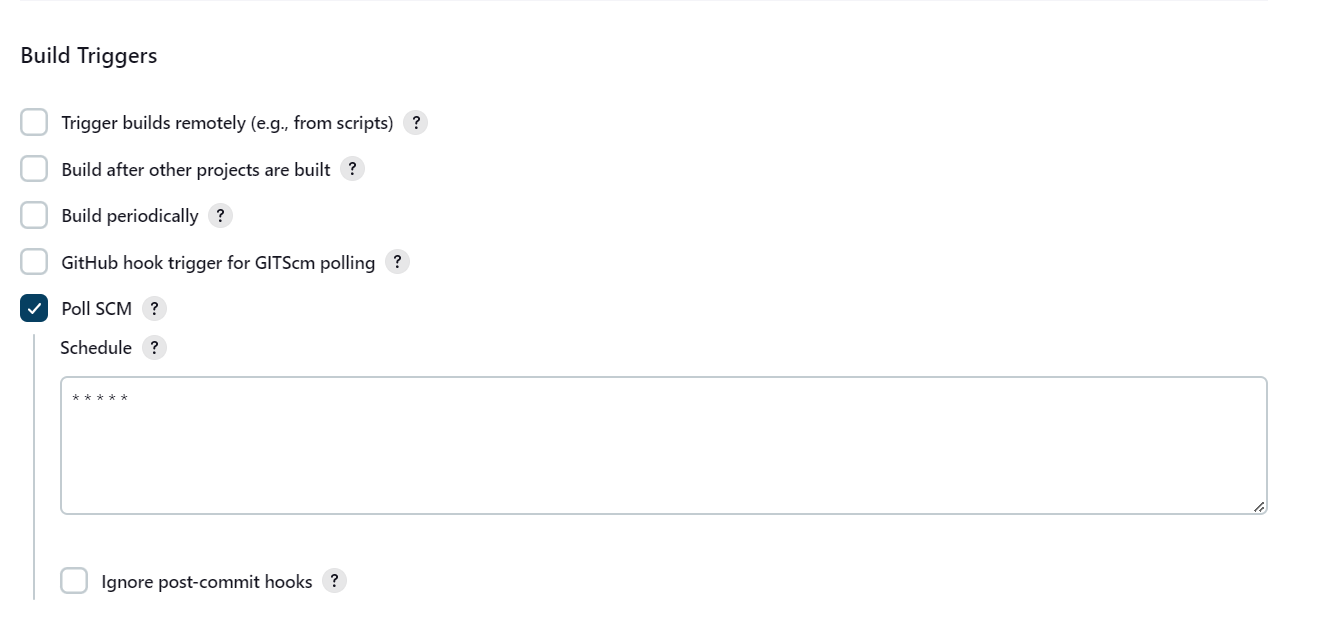 Build Triggers
Trigger builds remotely (e.g., from scripts) ?
Build after other projects are built ?
Build periodically ?
GitHub hook trigger for GITScm polling ?
Poll SCM ?
Schedule ?
* * * * *
Ignore post-commit hooks ?